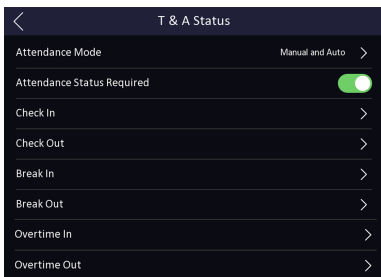 T & A Status
Attendance Mode Manual and Auto
Attendance Status Required
Check In
Check Out
Break In
Break Out
Overtime In
Overtime Out